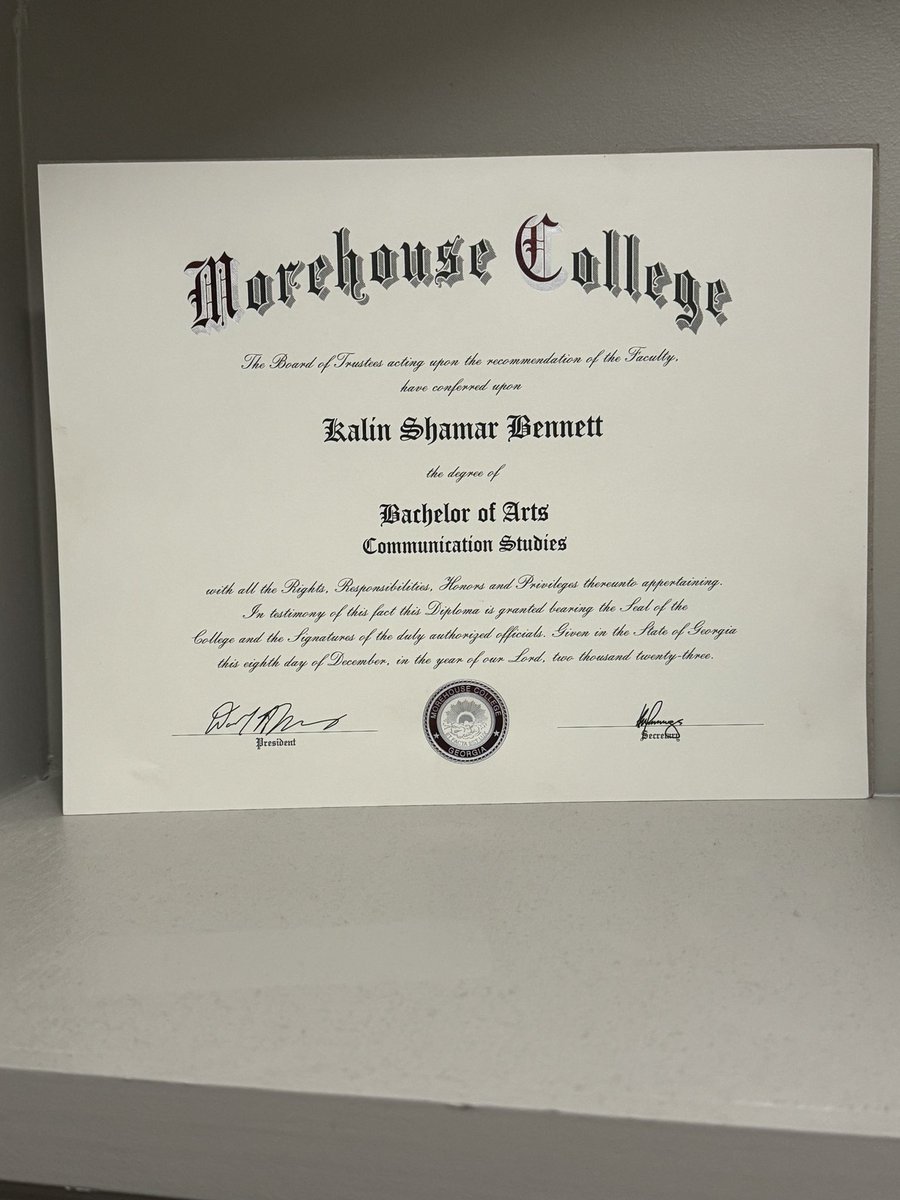 Morehouse College
The Board of Trustees acting upon the recommendation of the Faculty,
have conferred upon
Kalin Shamar Bennett
the degree of
Bachelor of Arts
Communication Studies
with all the Rights, Responsibilities, Honors and Privileges thereunto appertaining.
In testimony of this fact this Diploma is granted bearing the Seal of the
College and the Signatures of the duly authorized officials. Given in the State of Georgia
this eighth day of December, in the year of our Lord, two thousand twenty-three.
President
MOREHOUSE COLLEGE
GEORGIA
Secretary